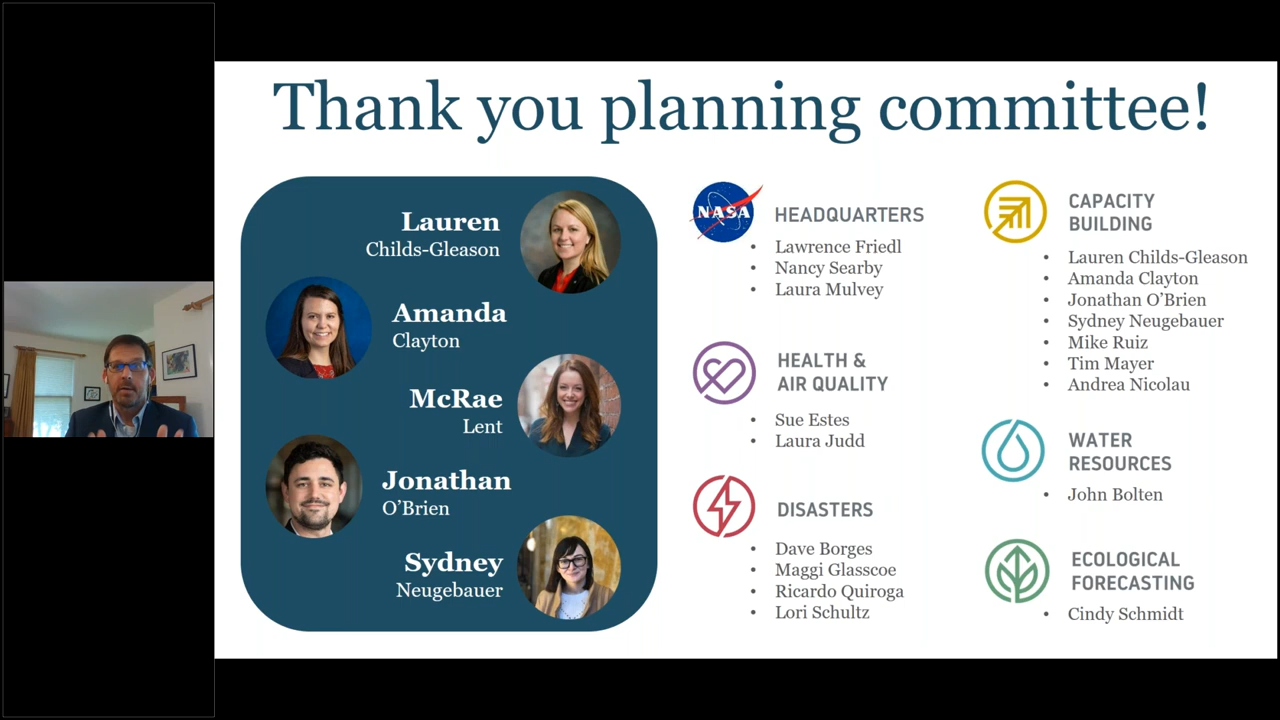 Thank you planning committee!
Lauren
Childs-Gleason
Amanda
Clayton
McRae
Lent
Jonathan
O’Brien
Sydney
Neugebauer
NASA
HEADQUARTERS
• Lawrence Friedl
• Nancy Searby
• Laura Mulvey
HEALTH &
AIR QUALITY
• Sue Estes
• Laura Judd
DISASTERS
• Dave Borges
• Maggi Glasscoe
• Ricardo Quiroga
• Lori Schultz
CAPACITY
BUILDING
• Lauren Childs-Gleason
• Amanda Clayton
• Jonathan O’Brien
• Sydney Neugebauer
• Mike Ruiz
• Tim Mayer
• Andrea Nicolau
WATER
RESOURCES
• John Bolten
ECOLOGICAL
FORECASTING
• Cindy Schmidt